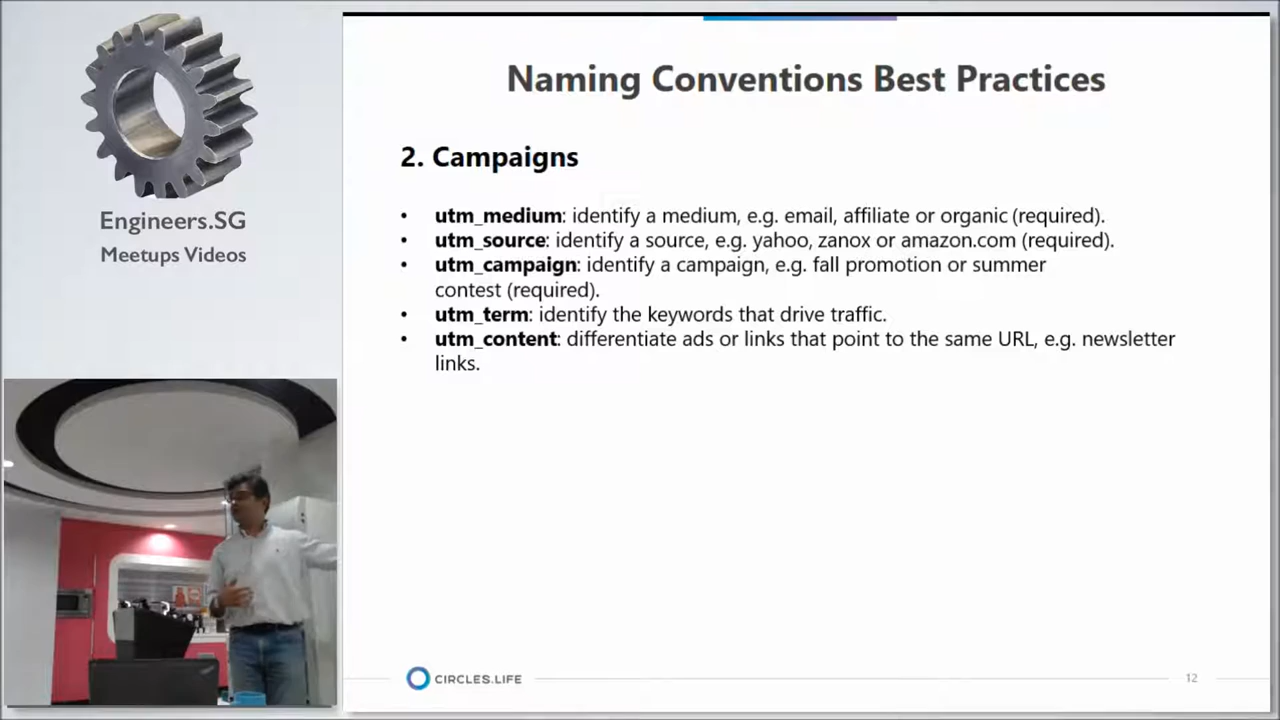 Engineers.SG
Meetups Videos
Naming Conventions Best Practices
2. Campaigns
• utm_medium: identify a medium, e.g. email, affiliate or organic (required).
• utm_source: identify a source, e.g. yahoo, zanox or amazon.com (required).
• utm_campaign: identify a campaign, e.g. fall promotion or summer
contest (required).
• utm_term: identify the keywords that drive traffic.
• utm_content: differentiate ads or links that point to the same URL, e.g. newsletter
links.
CIRCLES.LIFE
12